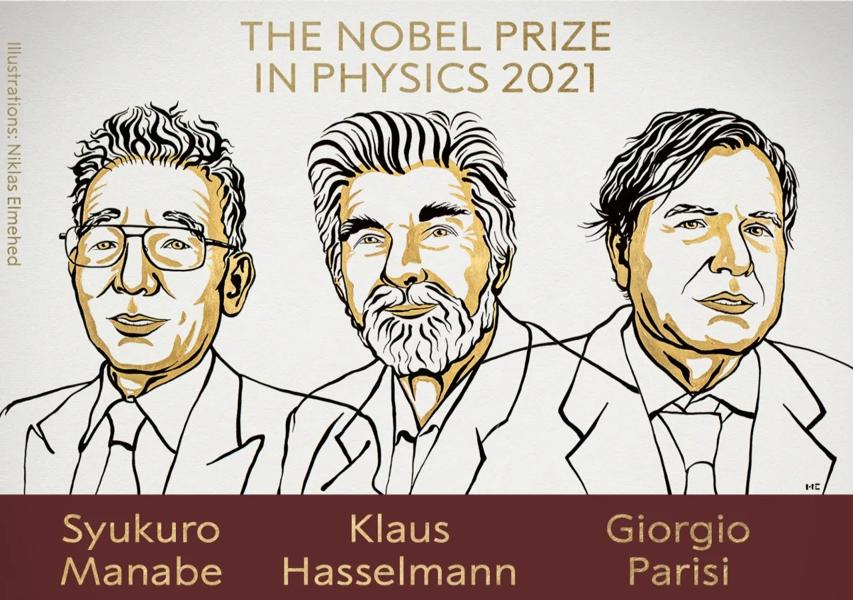 THE NOBEL PRIZE
IN PHYSICS 2021
Illustrations: Niklas Elmehed
Syukuro
Manabe
Klaus
Hasselmann
Giorgio
Parisi